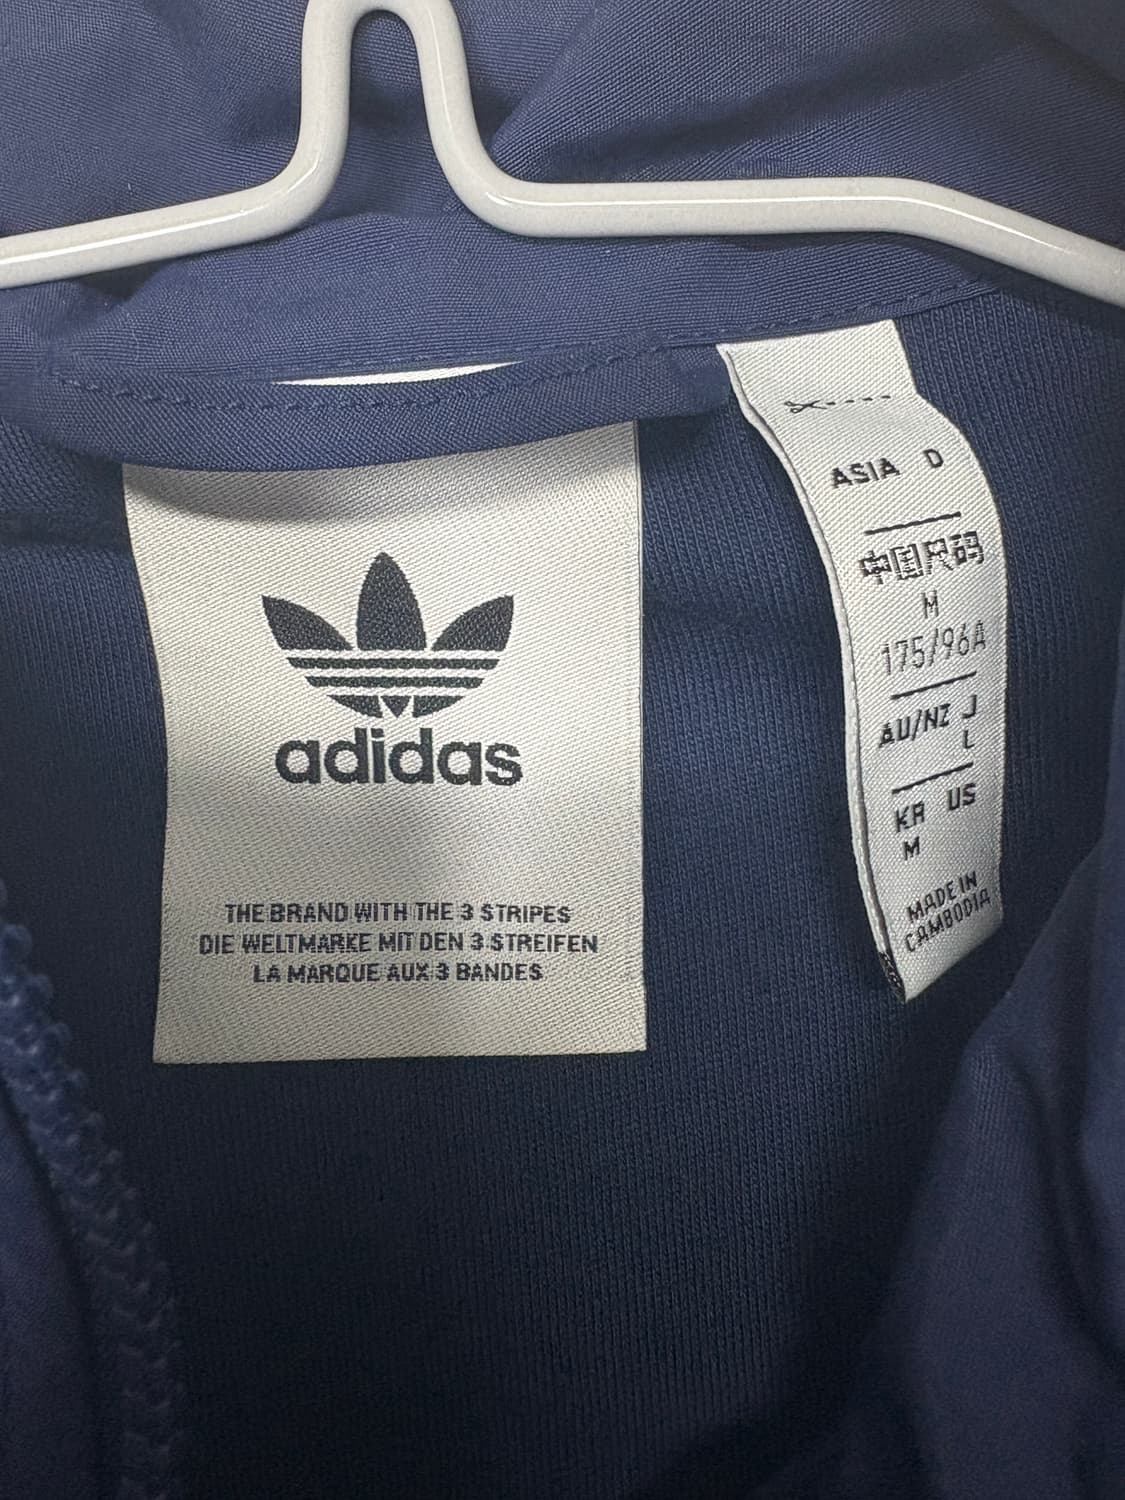 adidas
THE BRAND WITH THE 3 STRIPES
DIE WELTMARKE MIT DEN 3 STREIFEN
LA MARQUE AUX 3 BANDES
ASIA D
中国尺码
M
175/96A
AU/NZ J
L
KR US
M
MADE IN
CAMBODIA